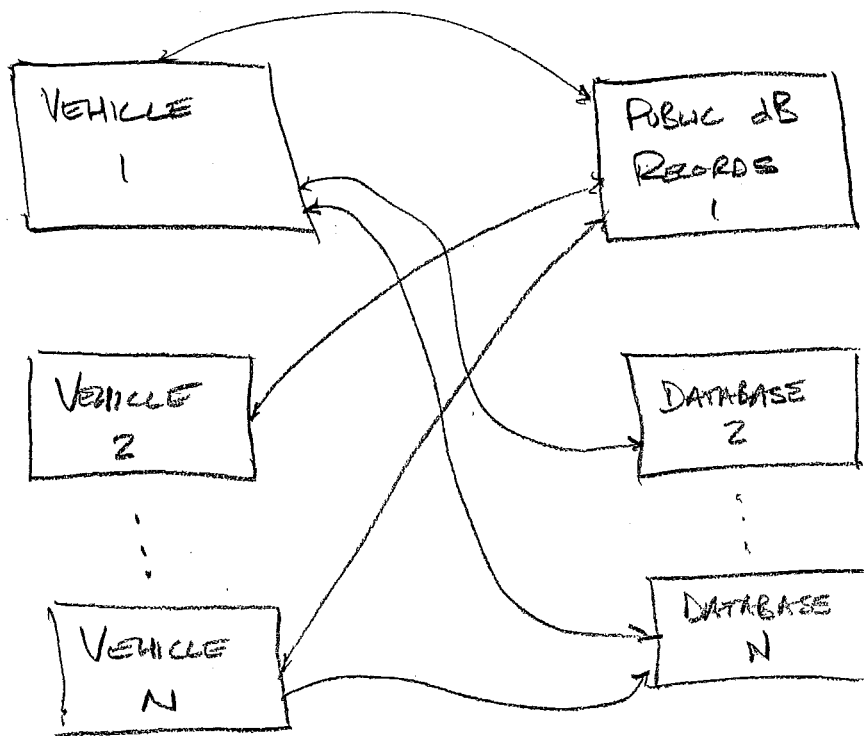 VEHICLE
1
PUBLIC dB
RECORDS
1
VEHICLE
2
DATABASE
2
VEHICLE
N
DATABASE
N